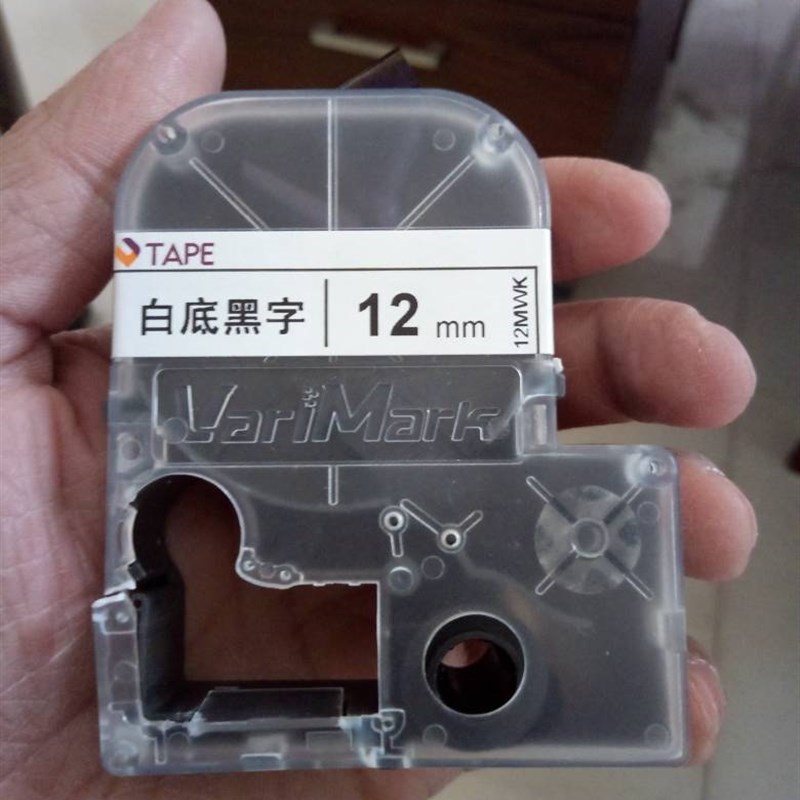 TAPE
白底黑字 12 mm
12MWK
VariMark